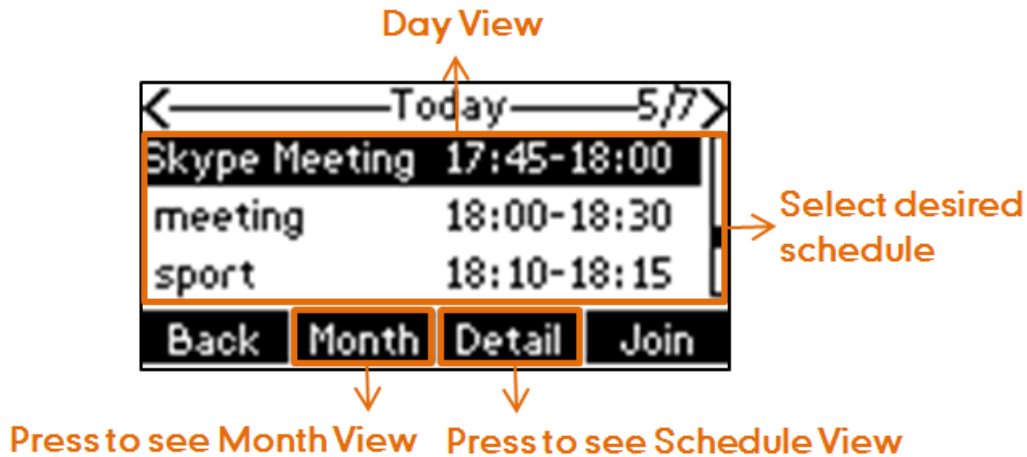 Day View
Today 5/7
Skype Meeting 17:45-18:00
meeting 18:00-18:30
sport 18:10-18:15
Select desired
schedule
Back Month Detail Join
Press to see Month View Press to see Schedule View